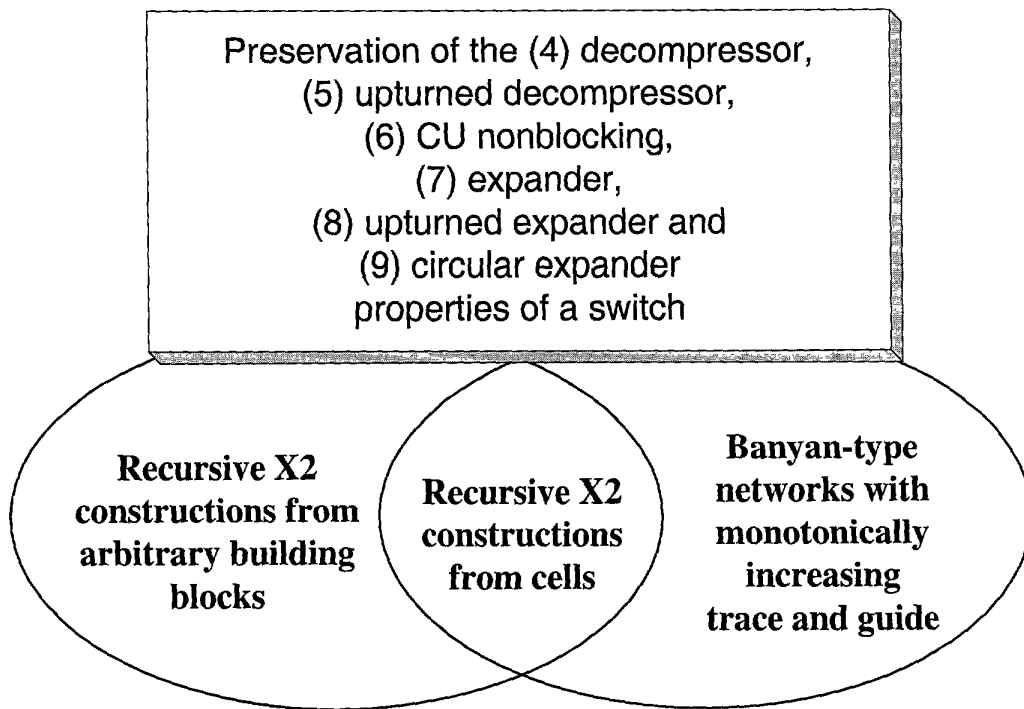 Preservation of the (4) decompressor,
(5) upturned decompressor,
(6) CU nonblocking,
(7) expander,
(8) upturned expander and
(9) circular expander
properties of a switch
Recursive X2
constructions from
arbitrary building
blocks
Recursive X2
constructions
from cells
Banyan-type
networks with
monotonically
increasing
trace and guide